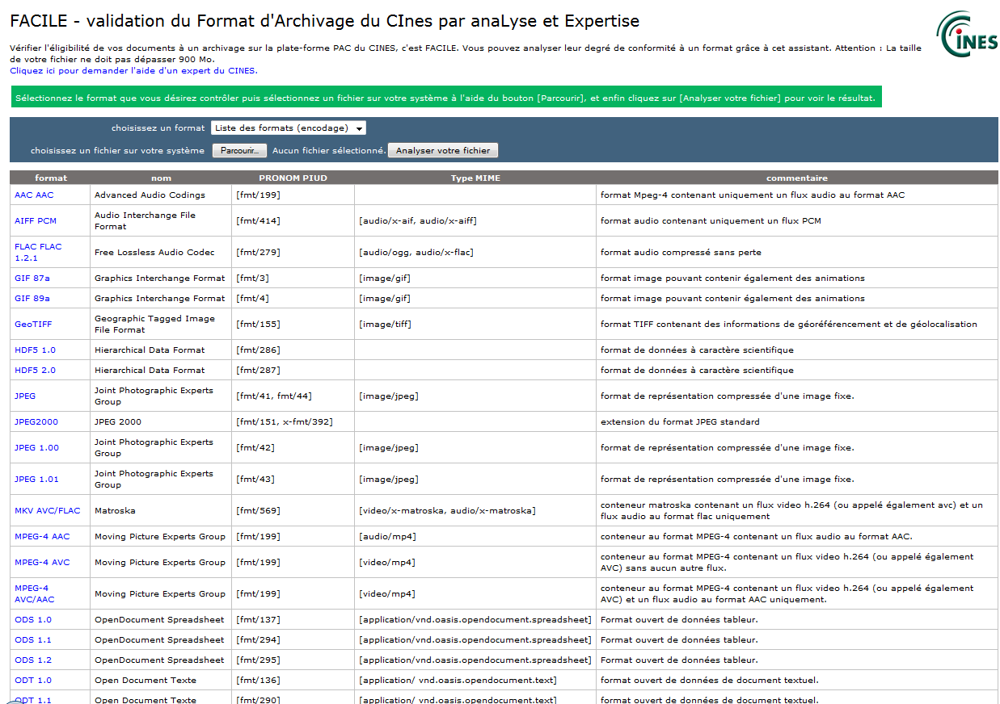 FACILE - validation du Format d'Archivage du CInes par anaLyse et Expertise
CINES
Vérifier l'éligibilité de vos documents à un archivage sur la plate-forme PAC du CINES, c'est FACILE. Vous pouvez analyser leur degré de conformité à un format grâce à cet assistant. Attention : La taille
de votre fichier ne doit pas dépasser 900 Mo.
Cliquez ici pour demander l'aide d'un expert du CINES.
Sélectionnez le format que vous désirez contrôler puis sélectionnez un fichier sur votre système à l'aide du bouton [Parcourir], et enfin cliquez sur [Analyser votre fichier] pour voir le résultat.
choisissez un format Liste des formats (encodage)
choisissez un fichier sur votre système Parcourir... Aucun fichier sélectionné. Analyser votre fichier
format nom PRONOM PIUD Type MIME commentaire
AAC AAC Advanced Audio Codings [fmt/199] format Mpeg-4 contenant uniquement un flux audio au format AAC
AIFF PCM Audio Interchange File
Format [fmt/414] [audio/x-aif, audio/x-aiff] format audio contenant uniquement un flux PCM
FLAC FLAC
1.2.1 Free Lossless Audio Codec [fmt/279] [audio/ogg, audio/x-flac] format audio compressé sans perte
GIF 87a Graphics Interchange Format [fmt/3] [image/gif] format image pouvant contenir également des animations
GIF 89a Graphics Interchange Format [fmt/4] [image/gif] format image pouvant contenir également des animations
GeoTIFF Geographic Tagged Image
File Format [fmt/155] [image/tiff] format TIFF contenant des informations de géoréférencement et de géolocalisation
HDF5 1.0 Hierarchical Data Format [fmt/286] format de données à caractère scientifique
HDF5 2.0 Hierarchical Data Format [fmt/287] format de données à caractère scientifique
JPEG Joint Photographic Experts
Group [fmt/41, fmt/44] [image/jpeg] format de représentation compressée d'une image fixe.
JPEG2000 JPEG 2000 [fmt/151, x-fmt/392] extension du format JPEG standard
JPEG 1.00 Joint Photographic Experts
Group [fmt/42] [image/jpeg] format de représentation compressée d'une image fixe.
JPEG 1.01 Joint Photographic Experts
Group [fmt/43] [image/jpeg] format de représentation compressée d'une image fixe.
MKV AVC/FLAC Matroska [fmt/569] [video/x-matroska, audio/x-matroska] conteneur matroska contenant un flux video h.264 (ou appelé également avc) et un
flux audio au format flac uniquement
MPEG-4 AAC Moving Picture Experts Group [fmt/199] [audio/mp4] conteneur au format MPEG-4 contenant un flux audio au format AAC.
MPEG-4 AVC Moving Picture Experts Group [fmt/199] [video/mp4] conteneur au format MPEG-4 contenant un flux video h.264 (ou appelé également
AVC) sans aucun autre flux.
MPEG-4
AVC/AAC Moving Picture Experts Group [fmt/199] [video/mp4] conteneur au format MPEG-4 contenant un flux video h.264 (ou appelé également
AVC) et un flux audio au format AAC uniquement.
ODS 1.0 OpenDocument Spreadsheet [fmt/137] [application/vnd.oasis.opendocument.spreadsheet] Format ouvert de données tableur.
ODS 1.1 OpenDocument Spreadsheet [fmt/294] [application/vnd.oasis.opendocument.spreadsheet] Format ouvert de données tableur.
ODS 1.2 OpenDocument Spreadsheet [fmt/295] [application/vnd.oasis.opendocument.spreadsheet] Format ouvert de données tableur.
ODT 1.0 Open Document Texte [fmt/136] [application/ vnd.oasis.opendocument.text] format ouvert de données de document textuel.
ODT 1.1 Open Document Texte [fmt/290] [application/ vnd.oasis.opendocument.text] format ouvert de données de document textuel.